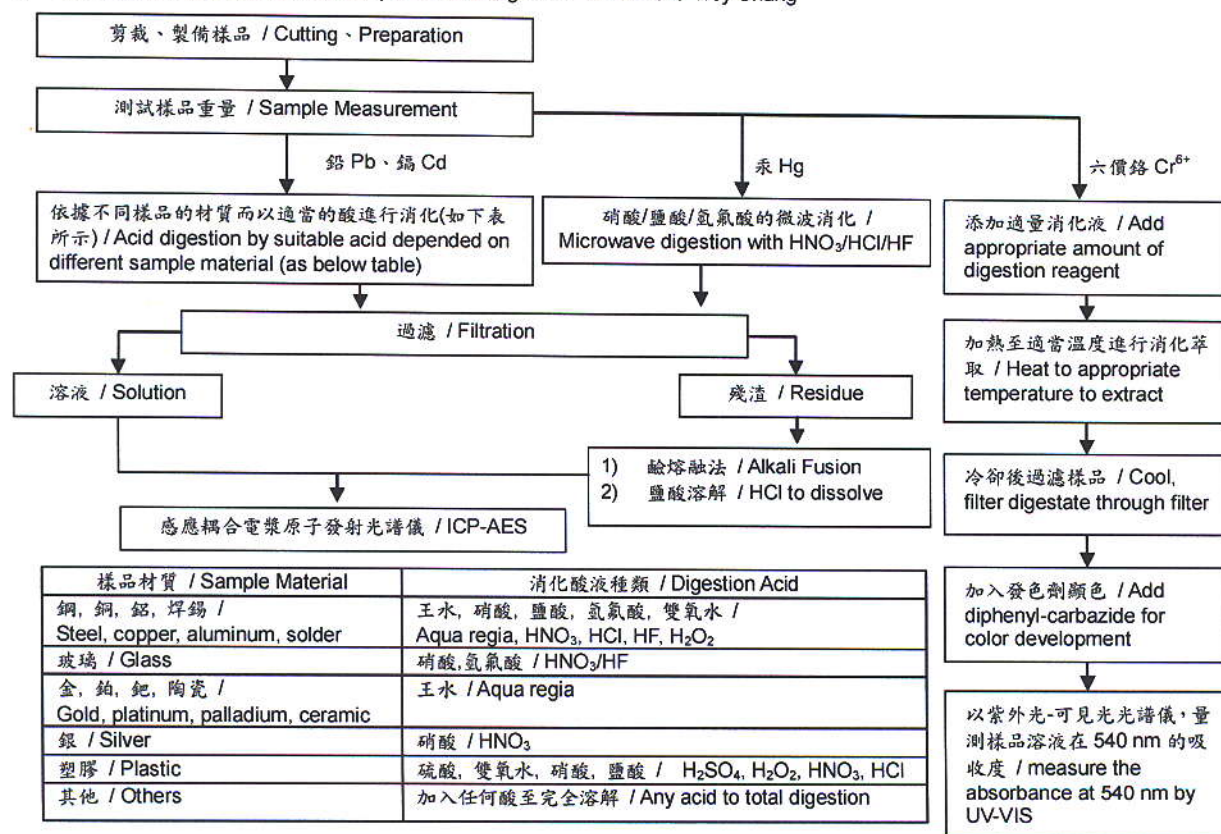 剪裁、製備樣品 / Cutting、Preparation
測試樣品重量 / Sample Measurement
鉛 Pb、鎘 Cd
汞 Hg
六價鉻 Cr⁶⁺
依據不同樣品的材質而以適當的酸進行消化(如下表
所示) / Acid digestion by suitable acid depended on
different sample material (as below table)
硝酸/鹽酸/氫氟酸的微波消化 /
Microwave digestion with HNO₃/HCl/HF
添加適量消化液 / Add
appropriate amount of
digestion reagent
過濾 / Filtration
加熱至適當溫度進行消化萃
取 / Heat to appropriate
temperature to extract
溶液 / Solution
殘渣 / Residue
1) 鹼熔融法 / Alkali Fusion
2) 鹽酸溶解 / HCl to dissolve
冷卻後過濾樣品 / Cool,
filter digestate through filter
感應耦合電漿原子發射光譜儀 / ICP-AES
樣品材質 / Sample Material
消化酸液種類 / Digestion Acid
鋼, 銅, 鋁, 焊錫 /
Steel, copper, aluminum, solder
王水, 硝酸, 鹽酸, 氫氟酸, 雙氧水 /
Aqua regia, HNO₃, HCl, HF, H₂O₂
玻璃 / Glass
硝酸,氫氟酸 / HNO₃/HF
金, 鉑, 鈀, 陶瓷 /
Gold, platinum, palladium, ceramic
王水 / Aqua regia
銀 / Silver
硝酸 / HNO₃
塑膠 / Plastic
硫酸, 雙氧水, 硝酸, 鹽酸 / H₂SO₄, H₂O₂, HNO₃, HCl
其他 / Others
加入任何酸至完全溶解 / Any acid to total digestion
加入發色劑顯色 / Add
diphenyl-carbazide for
color development
以紫外光-可見光光譜儀，量
測樣品溶液在 540 nm 的吸
收度 / measure the
absorbance at 540 nm by
UV-VIS